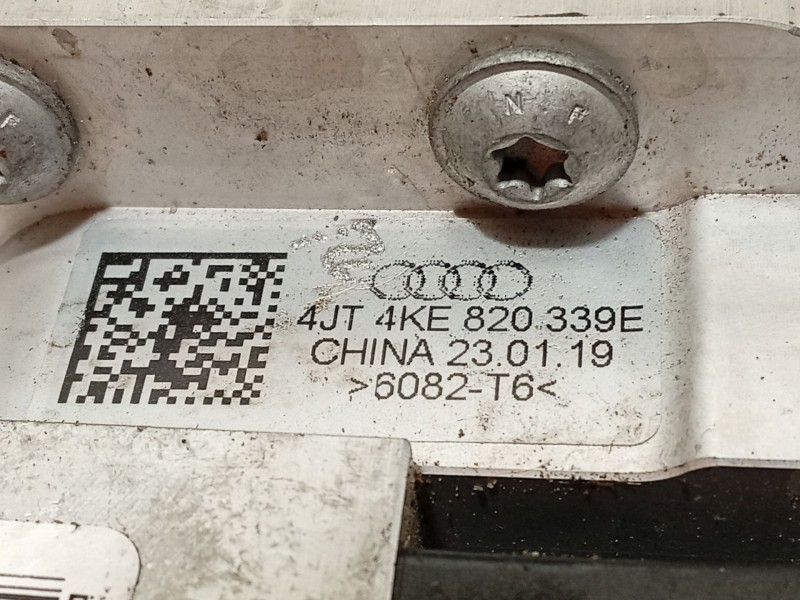 N F
F
4JT 4KE 820 339E
CHINA 23.01.19
>6082-T6<